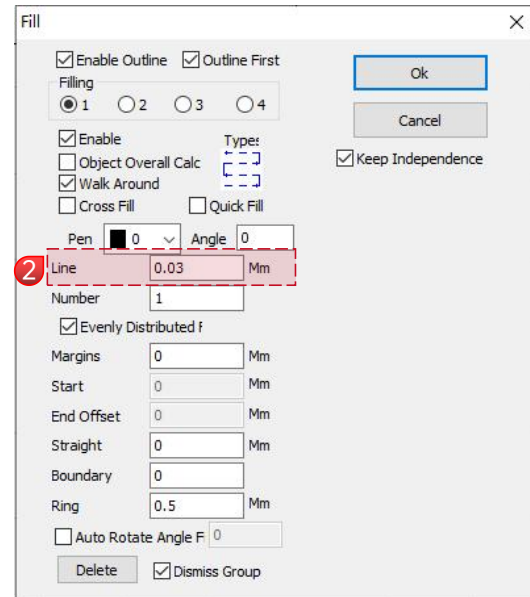 Fill
Enable Outline Outline First
Ok
Filling
1 2 3 4
Cancel
Enable Types
Object Overall Calc
Keep Independence
Walk Around
Cross Fill Quick Fill
Pen 0 Angle 0
2 Line 0.03 Mm
Number 1
Evenly Distributed F
Margins 0 Mm
Start 0 Mm
End Offset 0 Mm
Straight 0 Mm
Boundary 0
Ring 0.5 Mm
Auto Rotate Angle F 0
Delete Dismiss Group